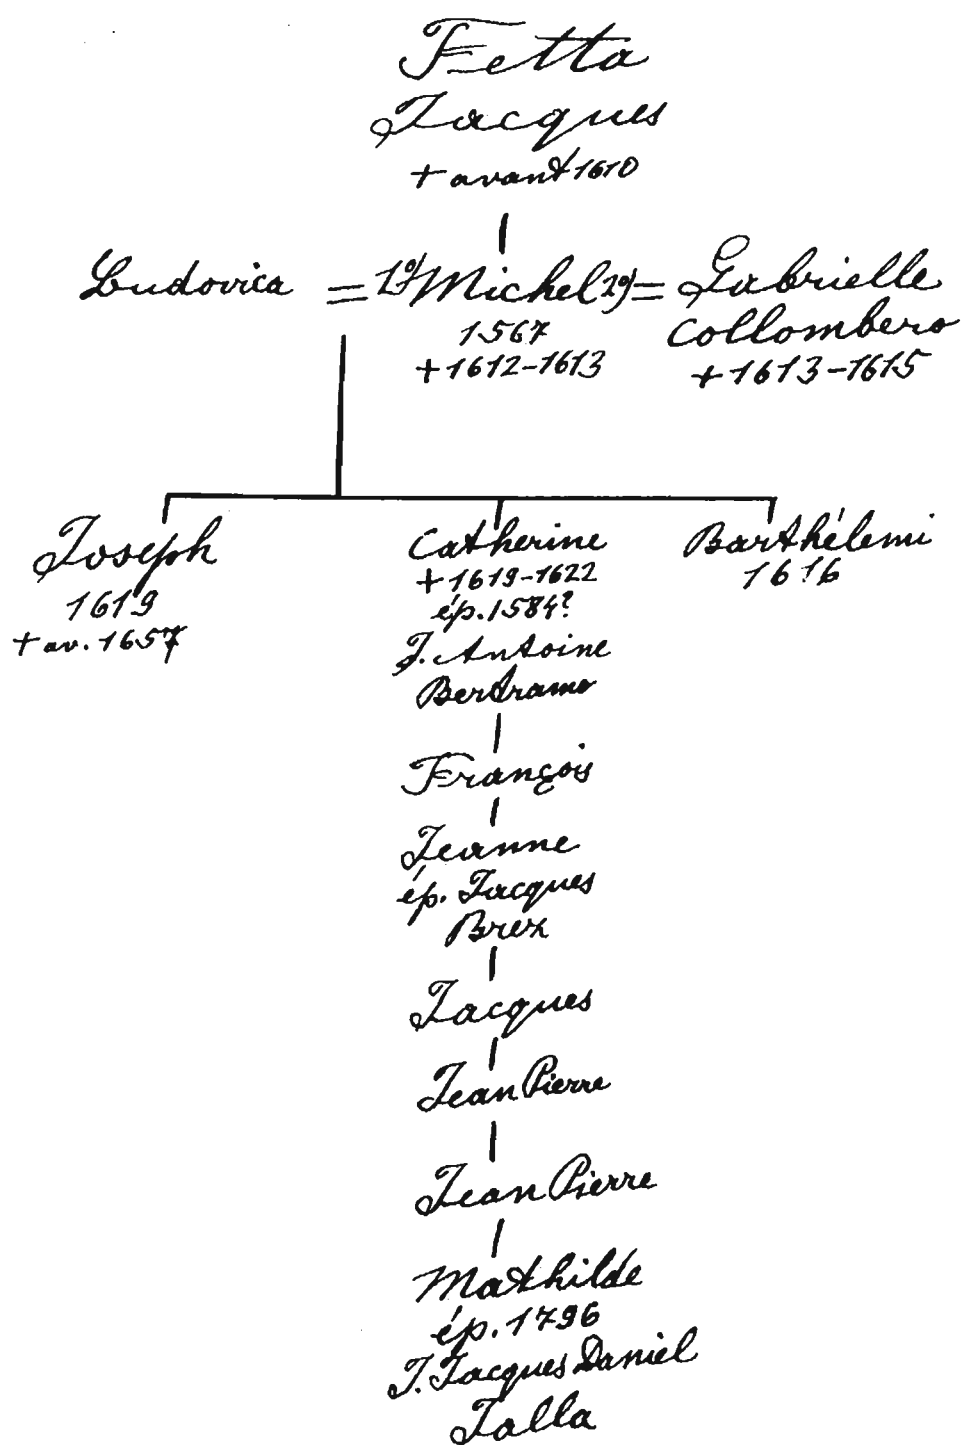 Fetta
Jacques
+ avant 1610
Ludovica = 1º) Michel 2º) = Gabrielle
1567 Collombero
+ 1612-1613 + 1613-1615
Joseph Catherine Barthélemi
1619 + 1619-1622 1616
+ av. 1657 ép. 1584?
J. Antoine
Bertramo
François
Jeanne
ép. Jacques
Brez
Jacques
Jean Pierre
Jean Pierre
Mathilde
ép. 1796
J. Jacques Daniel
Jalla